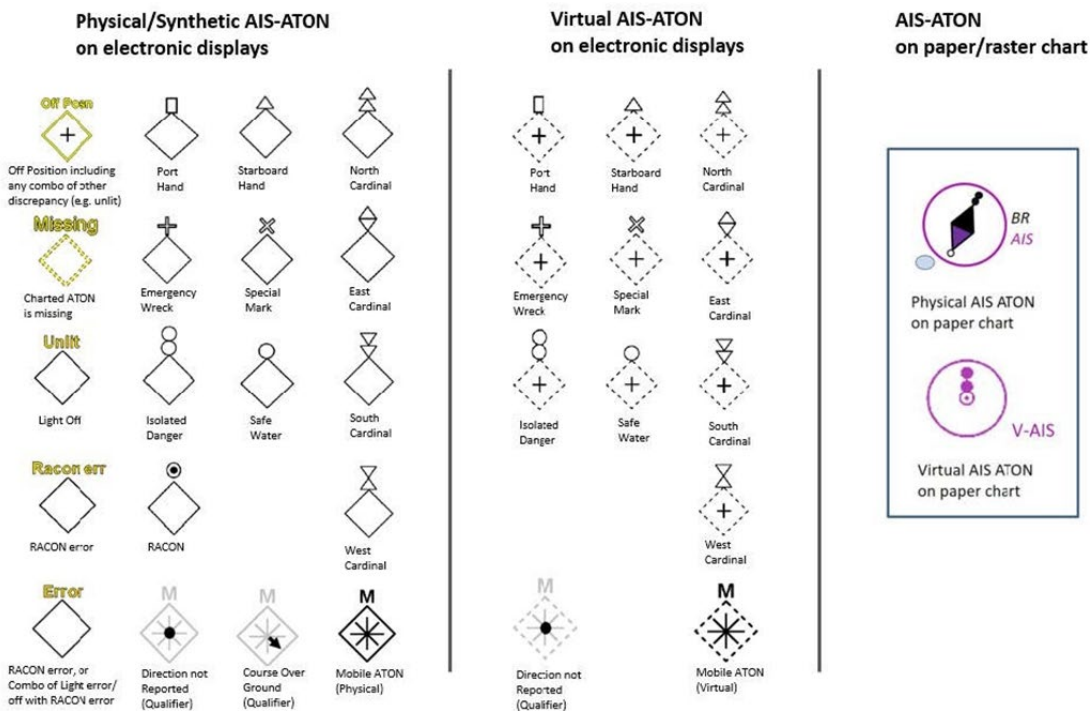 Physical/Synthetic AIS-ATON
on electronic displays
Off Posn
Off Position including
any combo of other
discrepancy (e.g. unlit)
Port
Hand
Starboard
Hand
North
Cardinal
Missing
Charted ATON
is missing
Emergency
Wreck
Special
Mark
East
Cardinal
Unlit
Light Off
Isolated
Danger
Safe
Water
South
Cardinal
Racon err
RACON error
RACON
West
Cardinal
Error
RACON error, or
Combo of Light error/
off with RACON error
M
Direction not
Reported
(Qualifier)
M
Course Over
Ground
(Qualifier)
M
Mobile ATON
(Physical)
Virtual AIS-ATON
on electronic displays
Port
Hand
Starboard
Hand
North
Cardinal
Emergency
Wreck
Special
Mark
East
Cardinal
Isolated
Danger
Safe
Water
South
Cardinal
West
Cardinal
M
Direction not
Reported
(Qualifier)
M
Mobile ATON
(Virtual)
AIS-ATON
on paper/raster chart
BR
AIS
Physical AIS ATON
on paper chart
V-AIS
Virtual AIS ATON
on paper chart